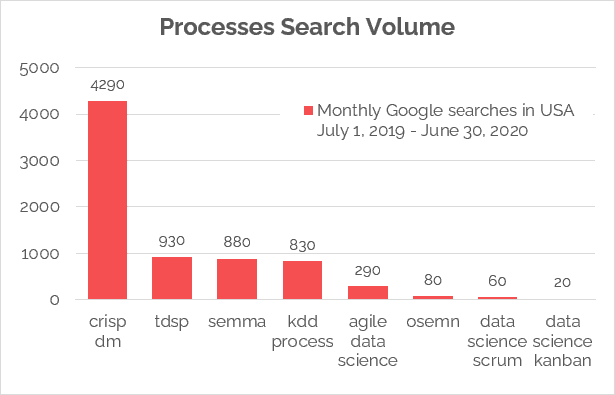 Processes Search Volume
5000
4000
3000
2000
1000
0
4290
930
880
830
290
80
60
20
Monthly Google searches in USA
July 1, 2019 - June 30, 2020
crisp
dm
tdsp
semma
kdd
process
agile
data
science
osemn
data
science
scrum
data
science
kanban